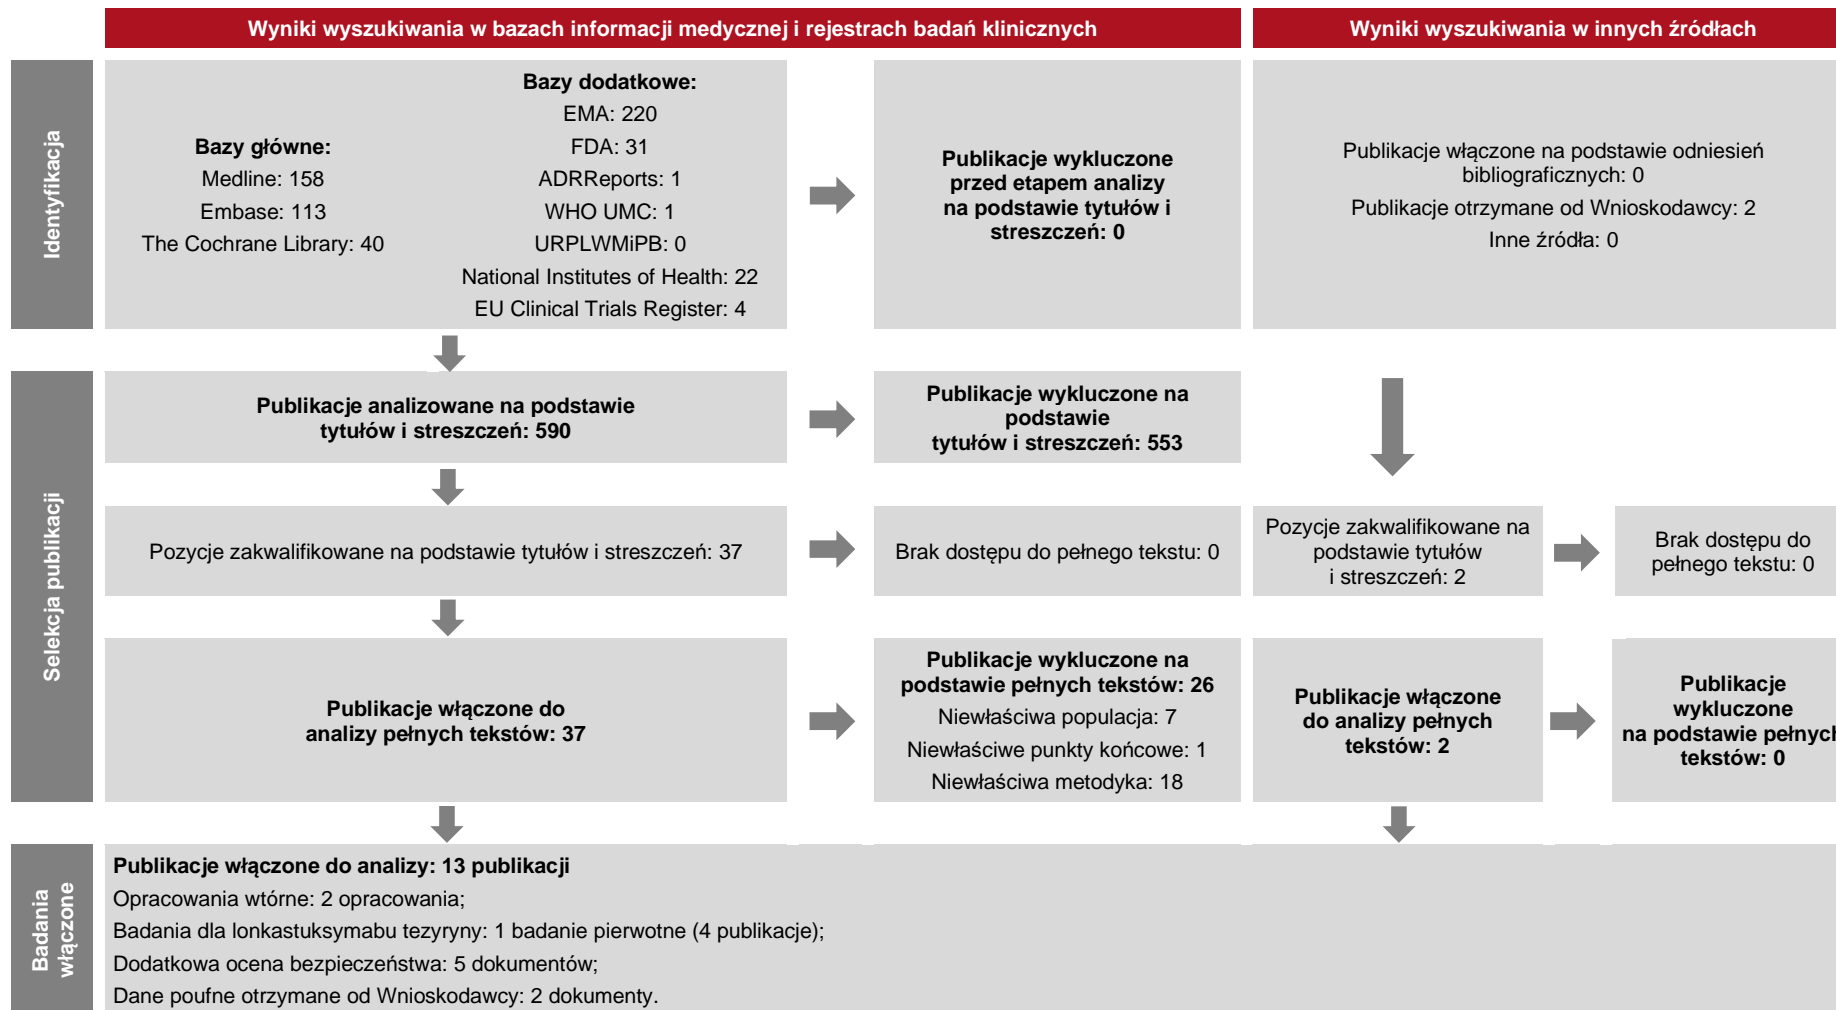 Wyniki wyszukiwania w bazach informacji medycznej i rejestrach badań klinicznych
Wyniki wyszukiwania w innych źródłach
Identyfikacja
Bazy główne:
Medline: 158
Embase: 113
The Cochrane Library: 40
Bazy dodatkowe:
EMA: 220
FDA: 31
ADRReports: 1
WHO UMC: 1
URPLWMiPB: 0
National Institutes of Health: 22
EU Clinical Trials Register: 4
Publikacje wykluczone
przed etapem analizy
na podstawie tytułów i
streszczeń: 0
Publikacje włączone na podstawie odniesień
bibliograficznych: 0
Publikacje otrzymane od Wnioskodawcy: 2
Inne źródła: 0
Selekcja publikacji
Publikacje analizowane na podstawie
tytułów i streszczeń: 590
Publikacje wykluczone na
podstawie
tytułów i streszczeń: 553
Pozycje zakwalifikowane na podstawie tytułów i streszczeń: 37
Brak dostępu do pełnego tekstu: 0
Pozycje zakwalifikowane na
podstawie tytułów
i streszczeń: 2
Brak dostępu do
pełnego tekstu: 0
Publikacje włączone do
analizy pełnych tekstów: 37
Publikacje wykluczone na
podstawie pełnych tekstów: 26
Niewłaściwa populacja: 7
Niewłaściwe punkty końcowe: 1
Niewłaściwa metodyka: 18
Publikacje włączone
do analizy pełnych
tekstów: 2
Publikacje
wykluczone
na podstawie pełnych
tekstów: 0
Badania
włączone
Publikacje włączone do analizy: 13 publikacji
Opracowania wtórne: 2 opracowania;
Badania dla lonkastuksymabu tezyryny: 1 badanie pierwotne (4 publikacje);
Dodatkowa ocena bezpieczeństwa: 5 dokumentów;
Dane poufne otrzymane od Wnioskodawcy: 2 dokumenty.